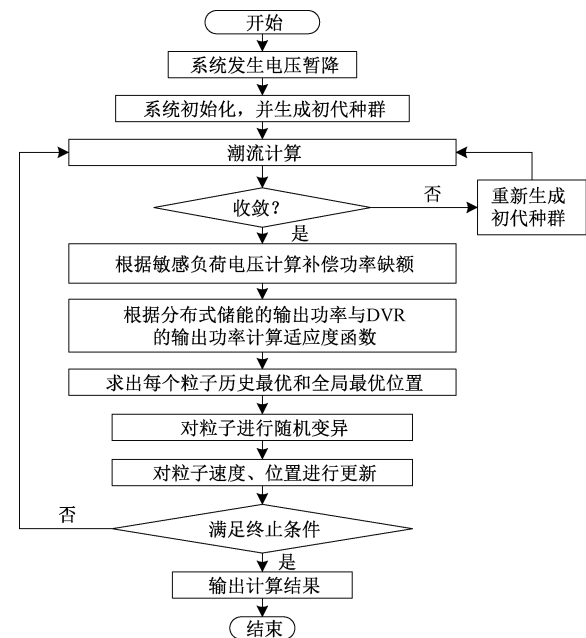 开始
系统发生电压暂降
系统初始化，并生成初代种群
潮流计算
收敛？
否
重新生成
初代种群
是
根据敏感负荷电压计算补偿功率缺额
根据分布式储能的输出功率与DVR
的输出功率计算适应度函数
求出每个粒子历史最优和全局最优位置
对粒子进行随机变异
对粒子速度、位置进行更新
否
满足终止条件
是
输出计算结果
结束